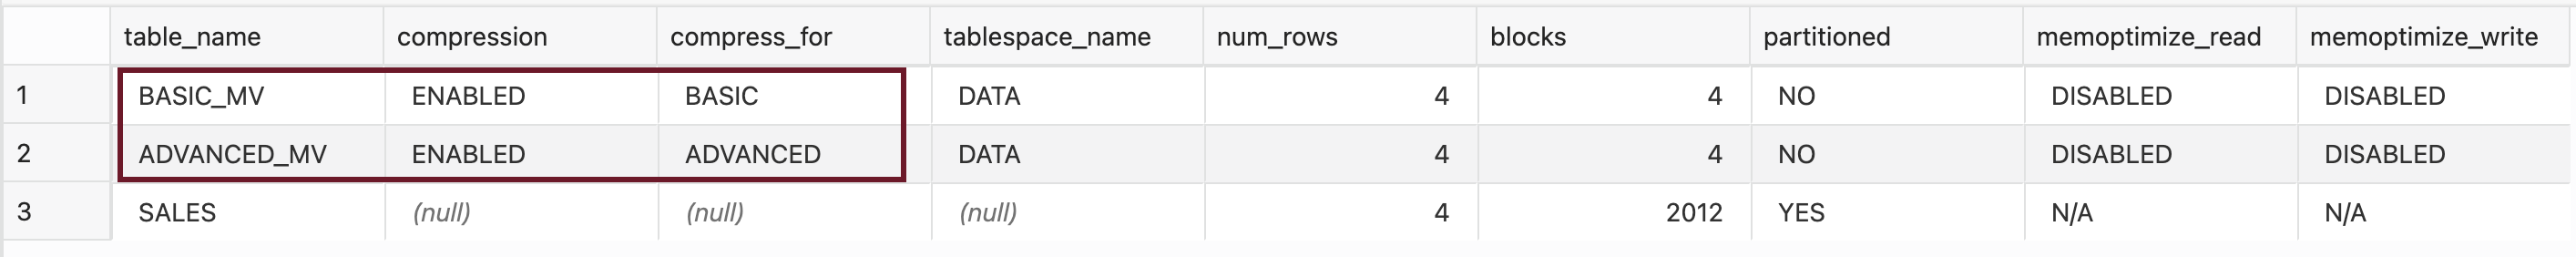 table_name compression compress_for tablespace_name num_rows blocks partitioned memoptimize_read memoptimize_write
1 BASIC_MV ENABLED BASIC DATA 4 4 NO DISABLED DISABLED
2 ADVANCED_MV ENABLED ADVANCED DATA 4 4 NO DISABLED DISABLED
3 SALES (null) (null) (null) 4 2012 YES N/A N/A